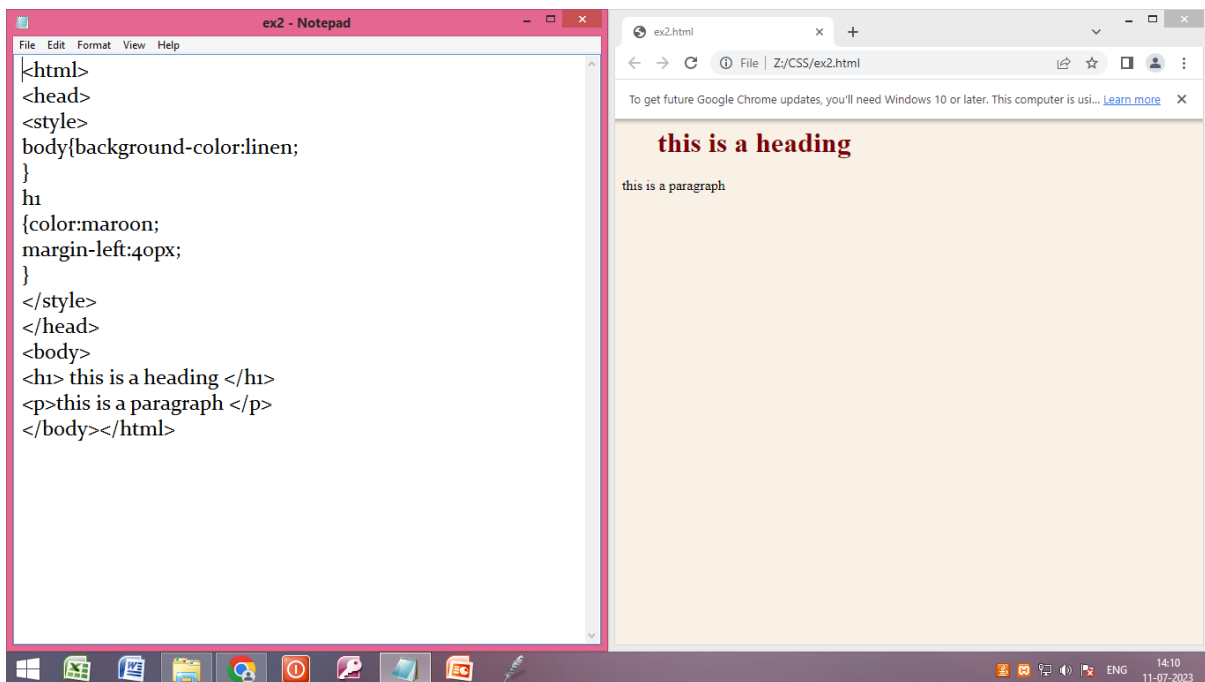 ex2 - Notepad
File Edit Format View Help
<html>
<head>
<style>
body{background-color:linen;
}
h1
{color:maroon;
margin-left:40px;
}
</style>
</head>
<body>
<h1> this is a heading </h1>
<p>this is a paragraph </p>
</body></html>
ex2.html
File | Z:/CSS/ex2.html
To get future Google Chrome updates, you'll need Windows 10 or later. This computer is usi... Learn more
this is a heading
this is a paragraph
ENG
14:10
11-07-2023